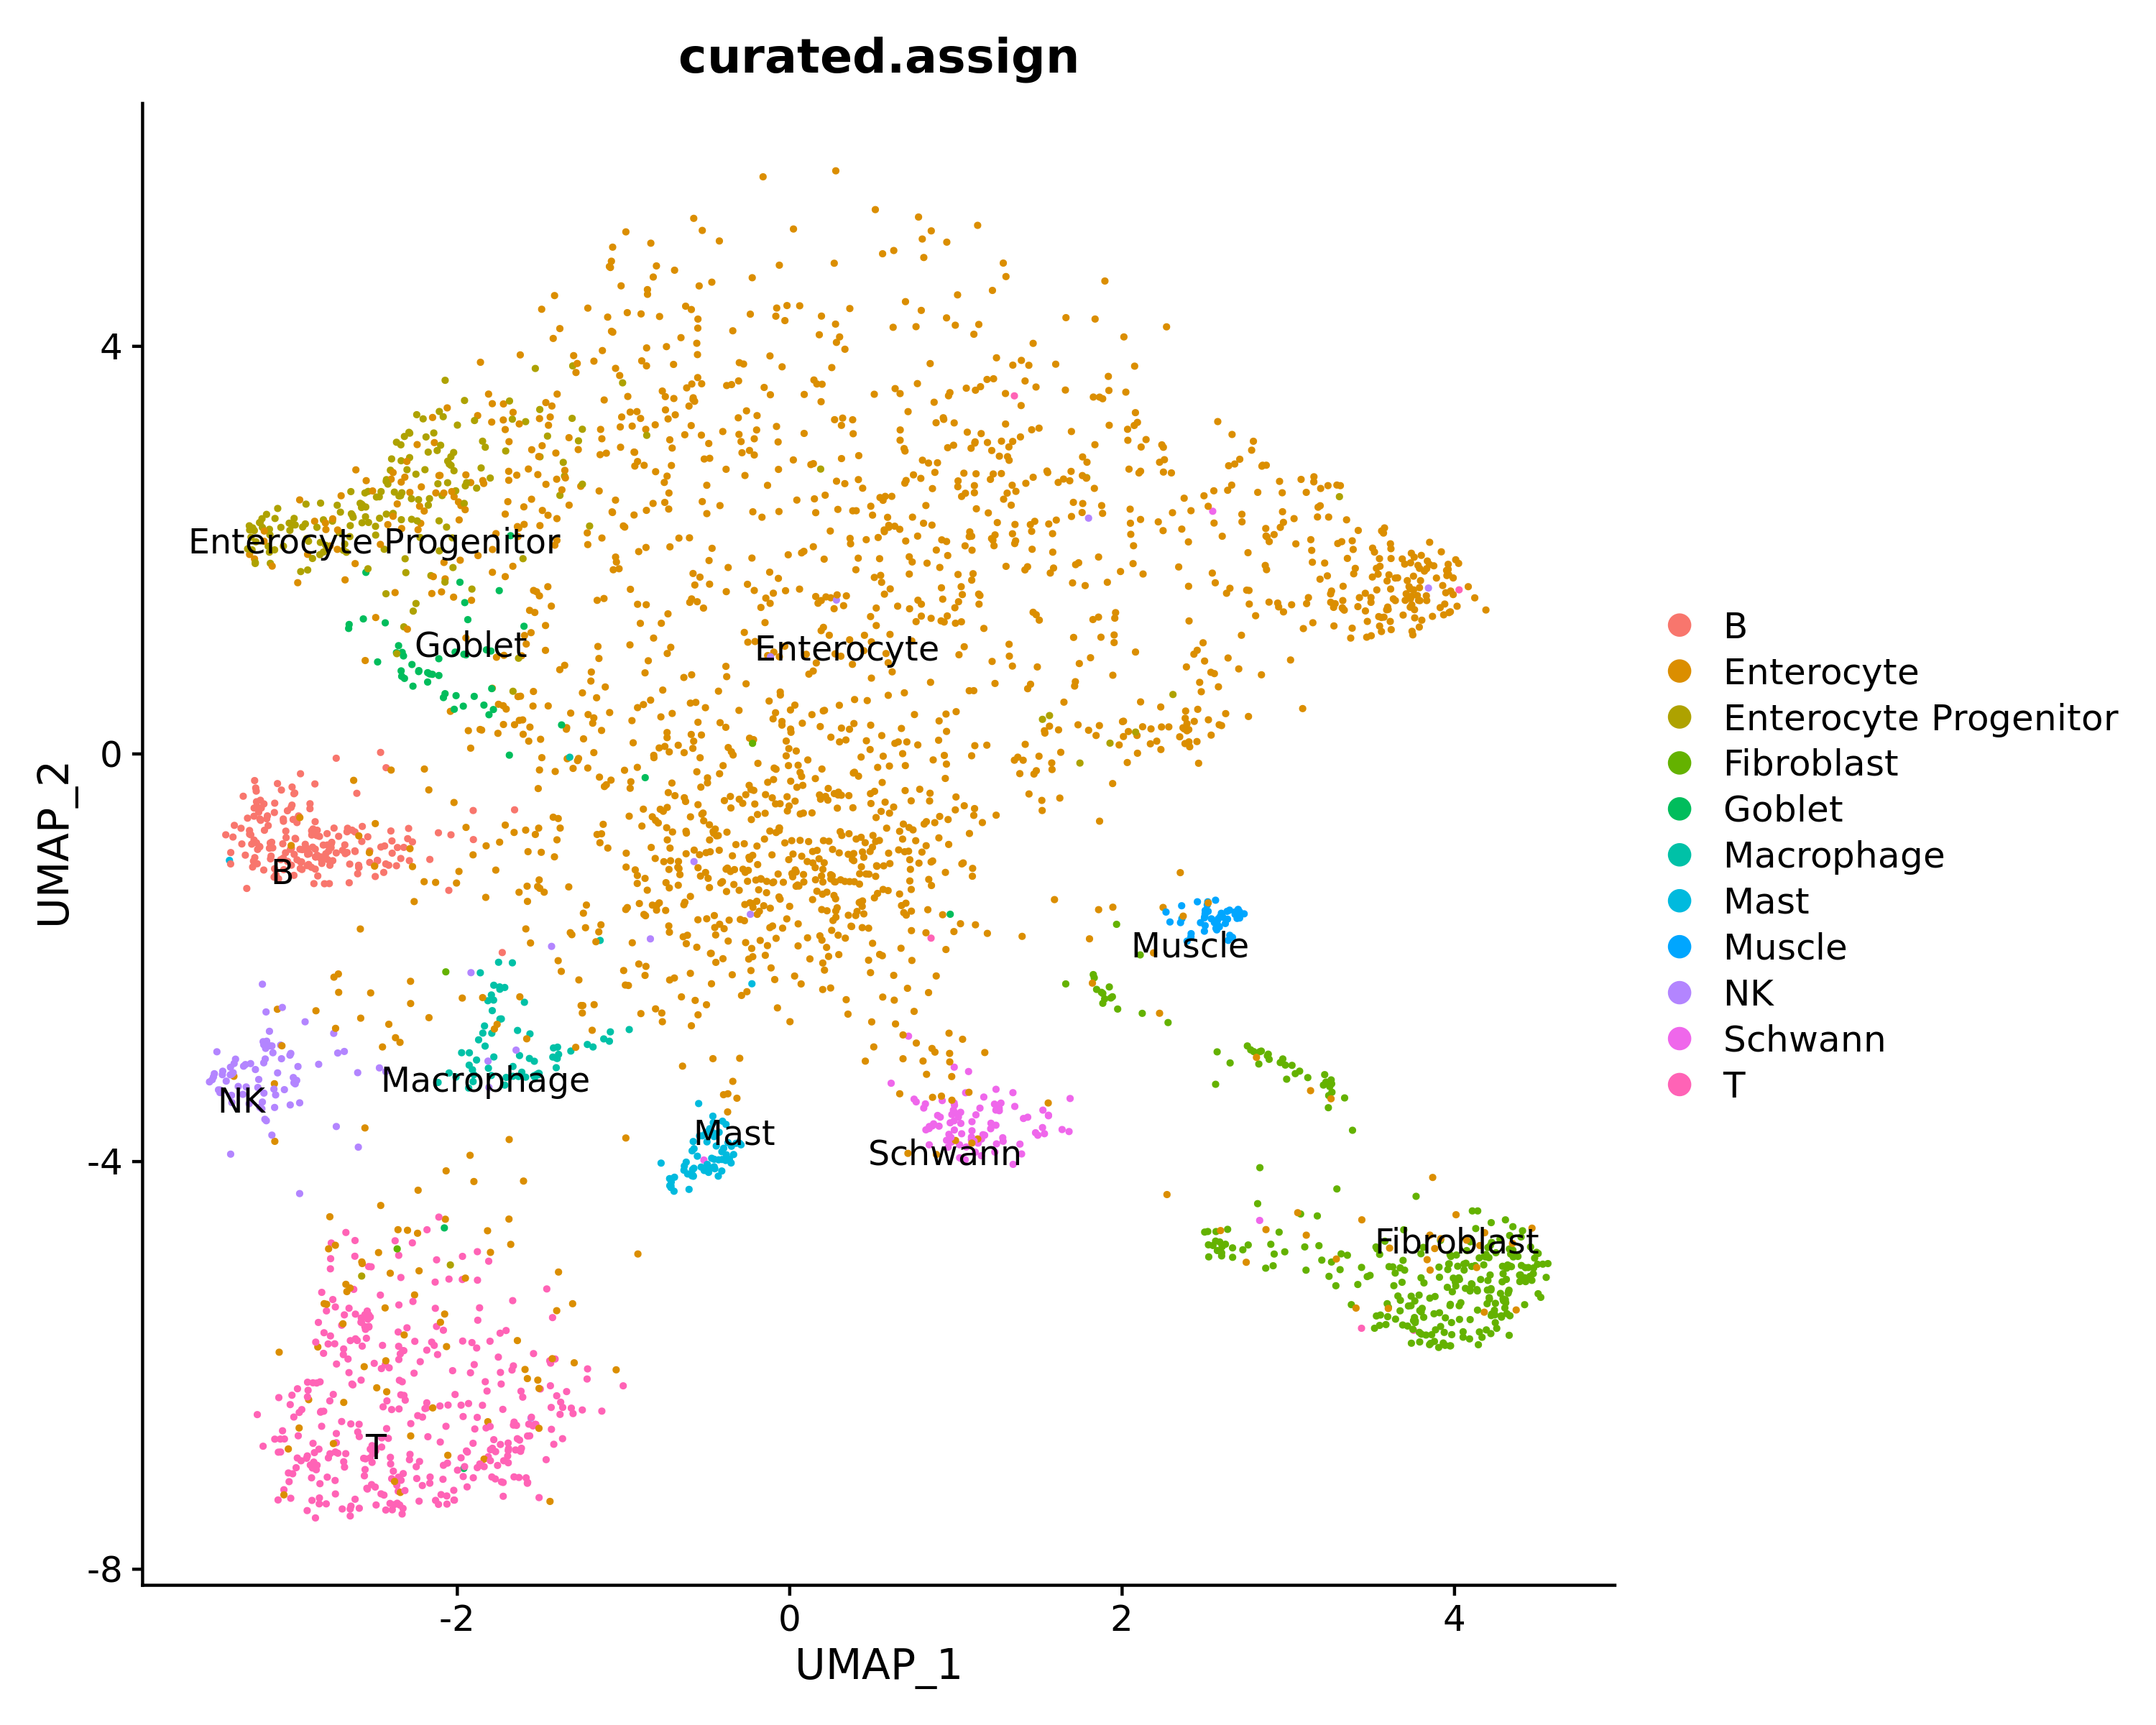 curated.assign
UMAP_2
4
0
-4
-8
Enterocyte Progenitor
Goblet
Enterocyte
B
Muscle
Macrophage
NK
Mast
Schwann
Fibroblast
T
-2
0
2
4
UMAP_1
B
Enterocyte
Enterocyte Progenitor
Fibroblast
Goblet
Macrophage
Mast
Muscle
NK
Schwann
T